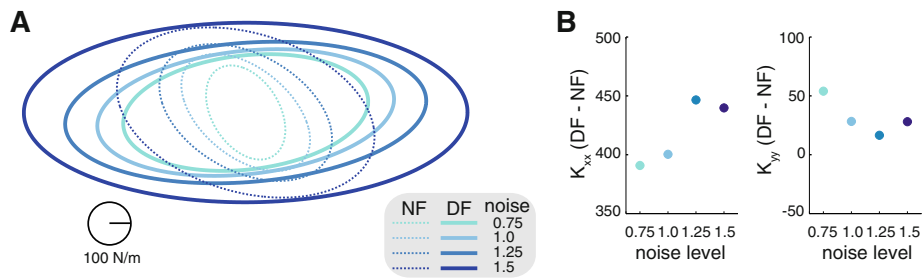 A
100 N/m
NF DF noise
0.75
1.0
1.25
1.5
B
500
450
400
350
K_xx (DF - NF)
0.75 1.0 1.25 1.5
noise level
100
50
0
-50
K_yy (DF - NF)
0.75 1.0 1.25 1.5
noise level